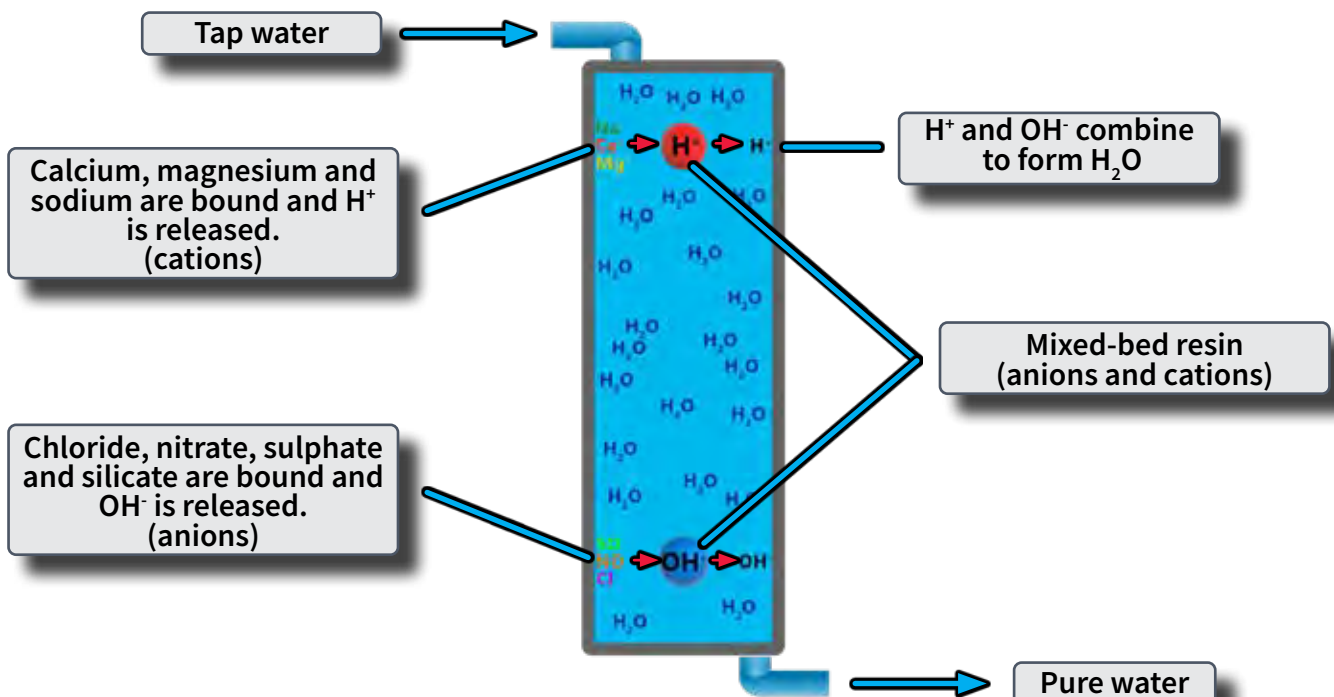 Tap water
H₂O H₂O H₂O
Na
Ca
Mg
H⁺
H⁺
H⁺ and OH⁻ combine
to form H₂O
Calcium, magnesium and
sodium are bound and H⁺
is released.
(cations)
H₂O
H₂O
H₂O
H₂O
H₂O
H₂O
H₂O
H₂O
H₂O
H₂O
H₂O
Mixed-bed resin
(anions and cations)
H₂O
H₂O
H₂O
Chloride, nitrate, sulphate
and silicate are bound and
OH⁻ is released.
(anions)
H₂O
H₂O
H₂O
NO
Cl
OH⁻
OH
H₂O
H₂O
Pure water